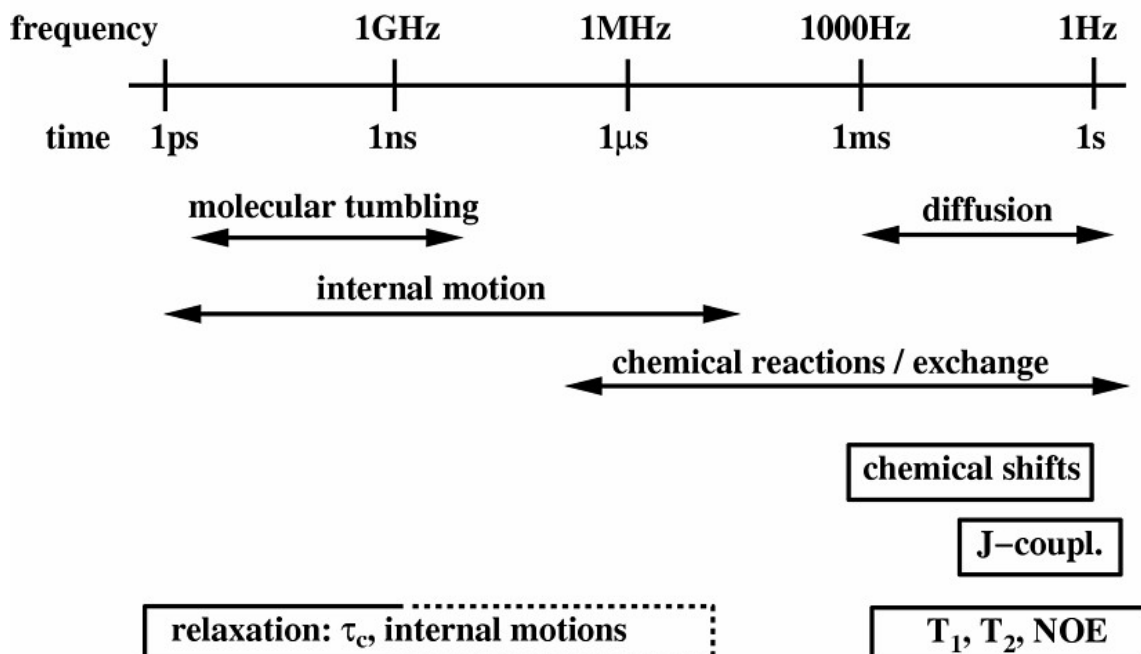 frequency 1GHz 1MHz 1000Hz 1Hz
time 1ps 1ns 1μs 1ms 1s
molecular tumbling diffusion
internal motion
chemical reactions / exchange
chemical shifts
J−coupl.
relaxation: τc, internal motions T1, T2, NOE